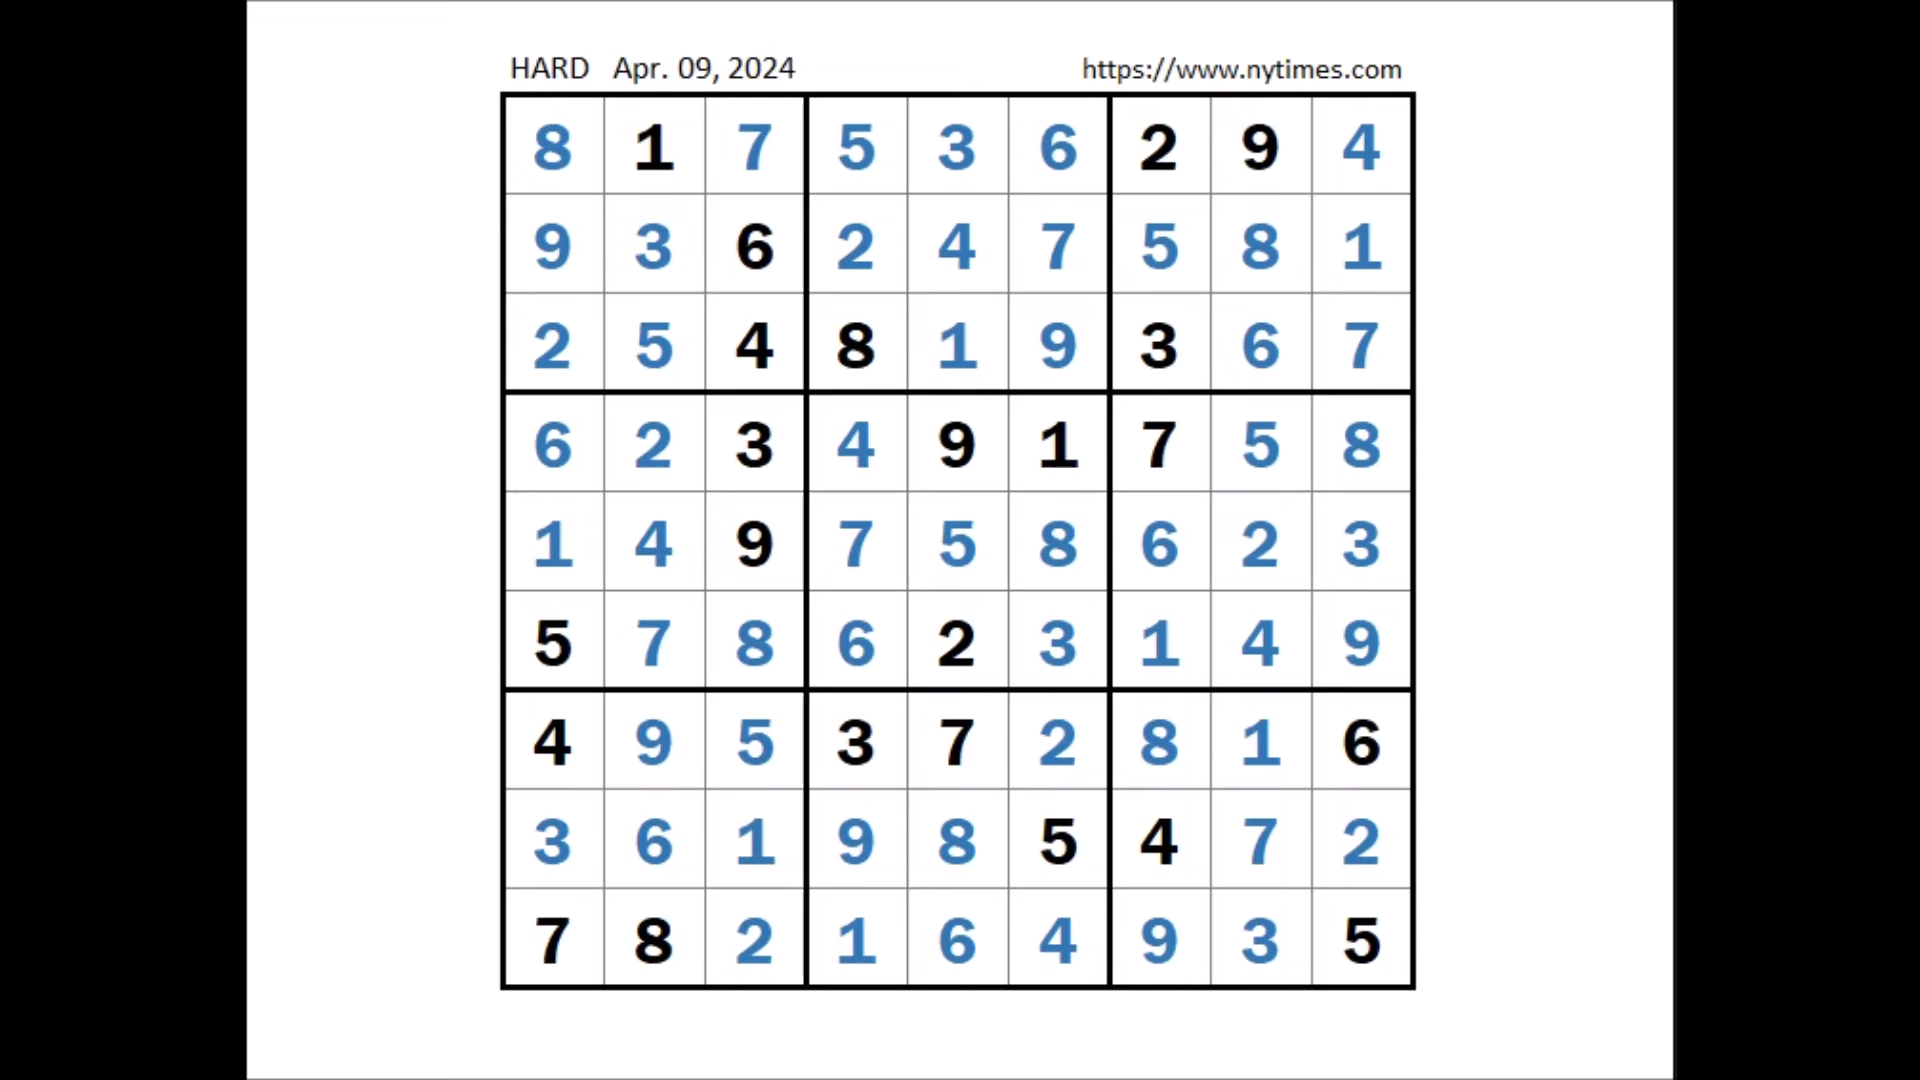 HARD Apr. 09, 2024 https://www.nytimes.com
8 1 7 5 3 6 2 9 4
9 3 6 2 4 7 5 8 1
2 5 4 8 1 9 3 6 7
6 2 3 4 9 1 7 5 8
1 4 9 7 5 8 6 2 3
5 7 8 6 2 3 1 4 9
4 9 5 3 7 2 8 1 6
3 6 1 9 8 5 4 7 2
7 8 2 1 6 4 9 3 5